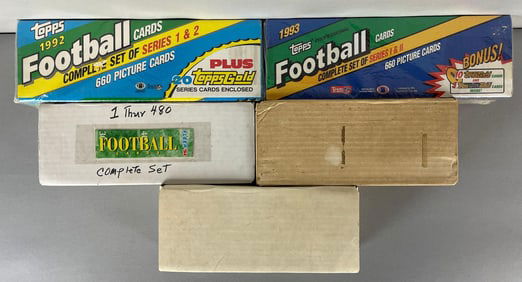 Topps
1992
Football CARDS
COMPLETE SET OF SERIES 1 & 2
660 PICTURE CARDS
PLUS
20 Topps Gold
SERIES CARDS ENCLOSED
Topps
1993
Football CARDS
COMPLETE SET OF SERIES I & II
660 PICTURE CARDS
BONUS!
1 Thur 480
FOOTBALL
Complete Set